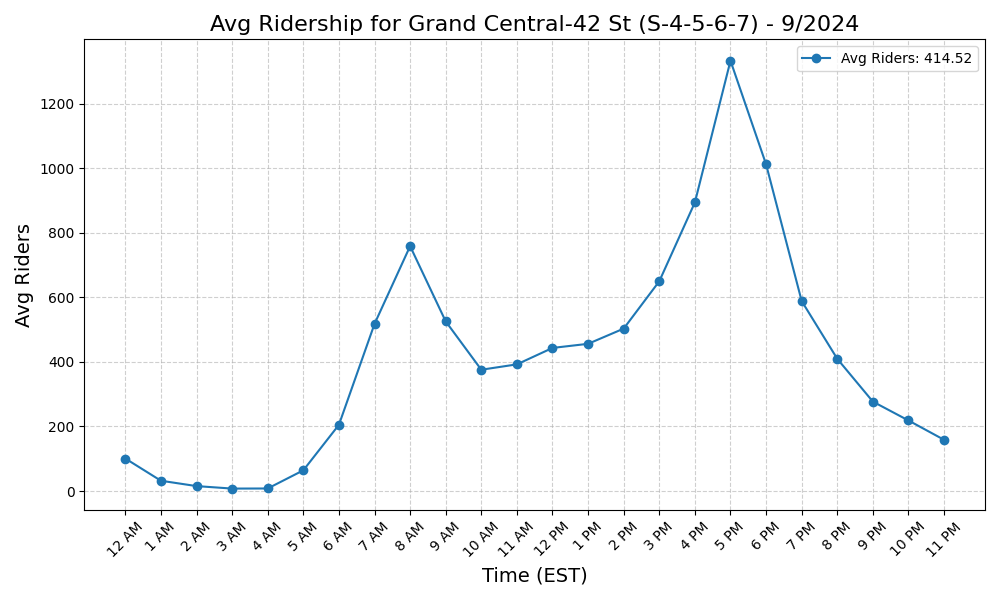 Avg Ridership for Grand Central-42 St (S-4-5-6-7) - 9/2024
Avg Riders: 414.52
Avg Riders
1200
1000
800
600
400
200
0
12 AM
1 AM
2 AM
3 AM
4 AM
5 AM
6 AM
7 AM
8 AM
9 AM
10 AM
11 AM
12 PM
1 PM
2 PM
3 PM
4 PM
5 PM
6 PM
7 PM
8 PM
9 PM
10 PM
11 PM
Time (EST)